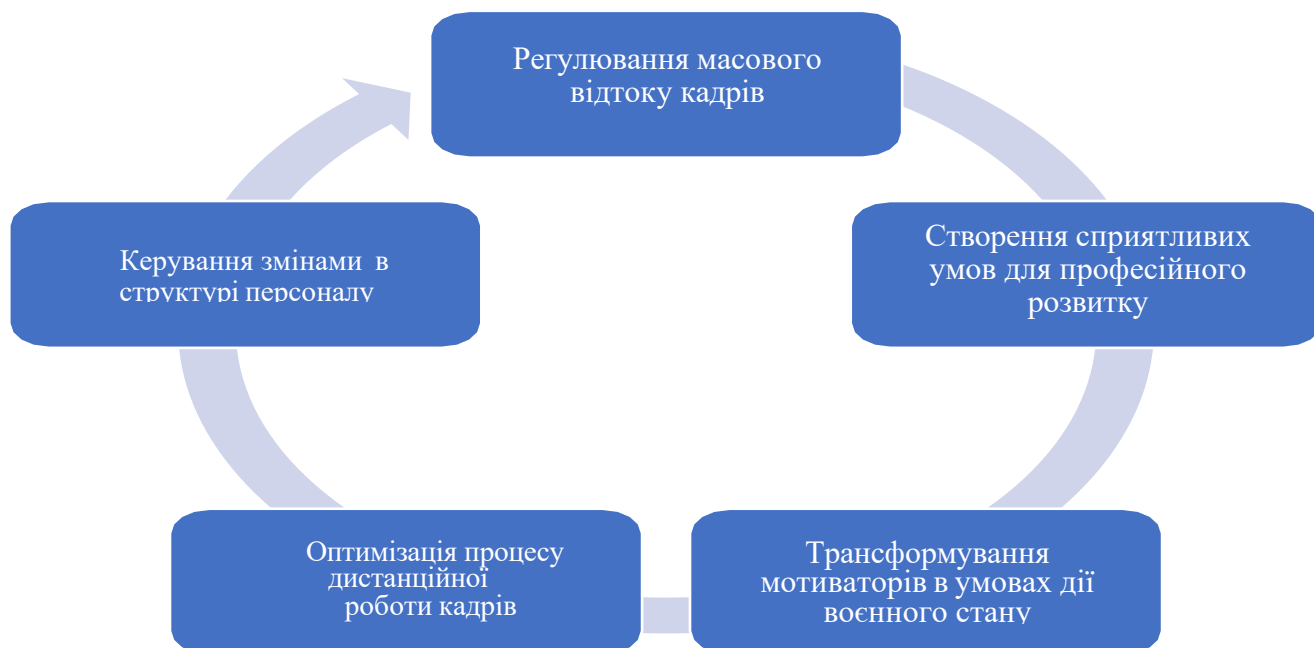 Регулювання масового
відтоку кадрів
Створення сприятливих
умов для професійного
розвитку
Трансформування
мотиваторів в умовах дії
воєнного стану
Оптимізація процесу
дистанційної
роботи кадрів
Керування змінами в
структурі персоналу